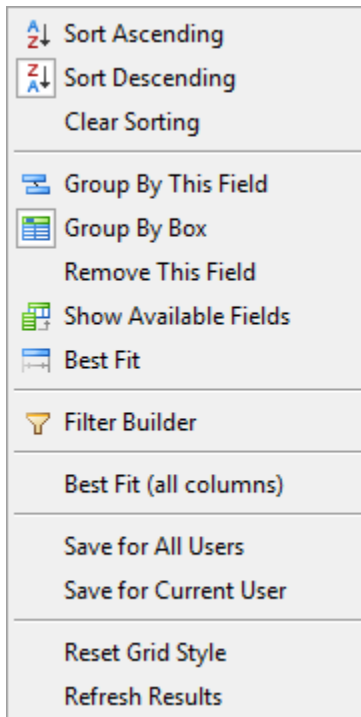 Sort Ascending
Sort Descending
Clear Sorting
Group By This Field
Group By Box
Remove This Field
Show Available Fields
Best Fit
Filter Builder
Best Fit (all columns)
Save for All Users
Save for Current User
Reset Grid Style
Refresh Results